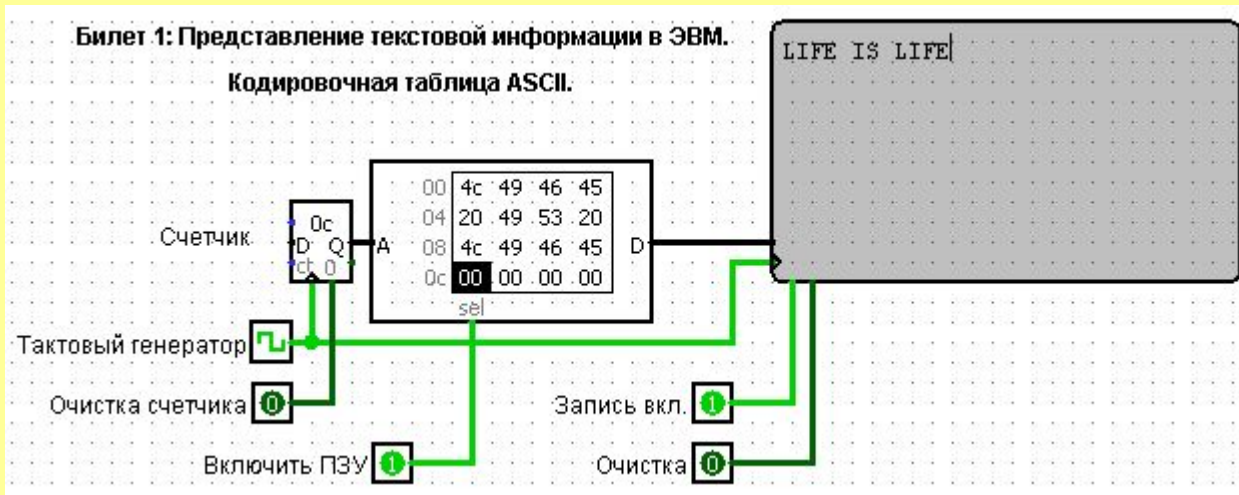 Билет 1: Представление текстовой информации в ЭВМ.
Кодировочная таблица ASCII.
LIFE IS LIFE
00 4c 49 46 45
04 20 49 53 20
08 4c 49 46 45
0c 00 00 00 00
A
D
sel
Счетчик
0c
D Q
ct 0
Тактовый генератор
Очистка счетчика 0
Включить ПЗУ 1
Запись вкл. 1
Очистка 0